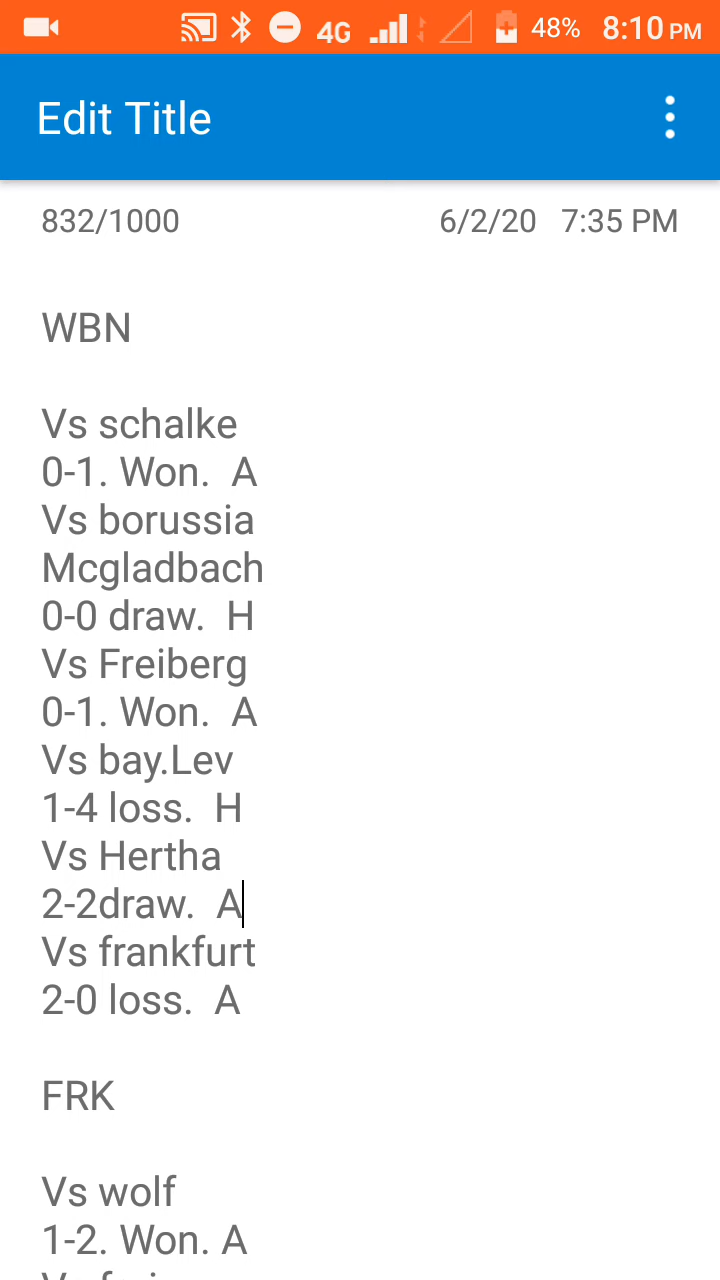 4G 48% 8:10 PM
Edit Title
832/1000 6/2/20 7:35 PM
WBN
Vs schalke
0-1. Won. A
Vs borussia
Mcgladbach
0-0 draw. H
Vs Freiberg
0-1. Won. A
Vs bay.Lev
1-4 loss. H
Vs Hertha
2-2draw. A
Vs frankfurt
2-0 loss. A
FRK
Vs wolf
1-2. Won. A